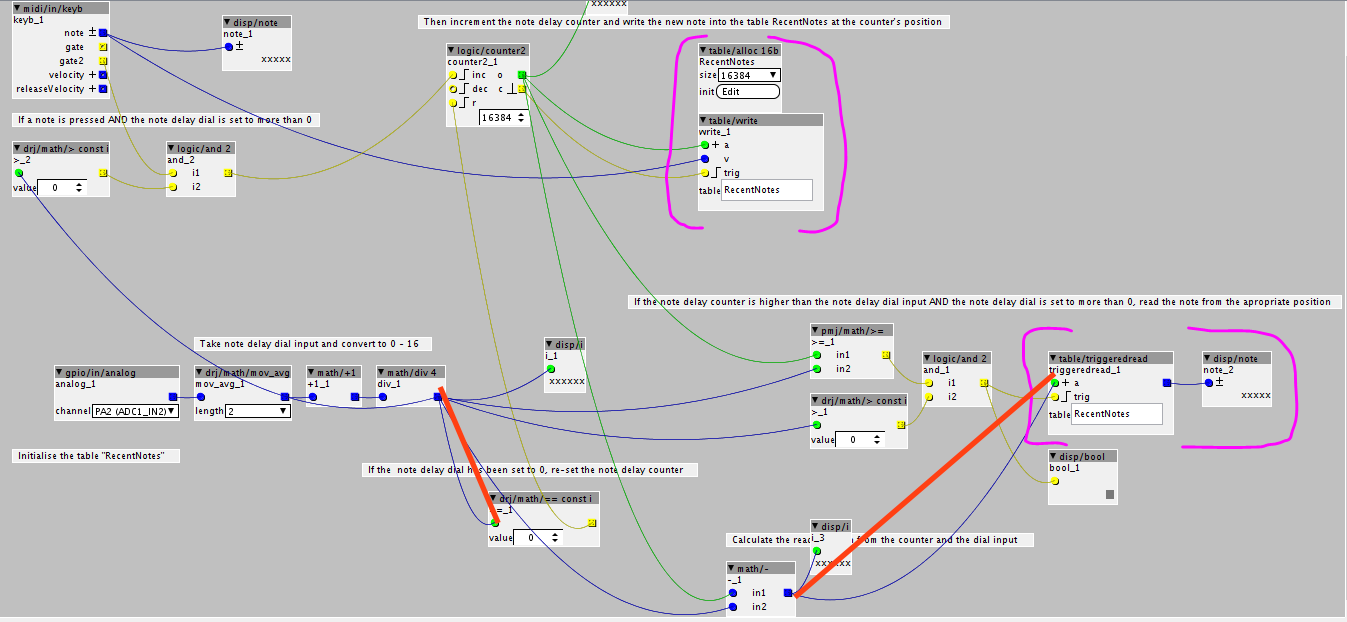 midi/in/keyb
keyb_1
note
gate
gate2
velocity
releaseVelocity
disp/note
note_1
xxxxx
xxxxxx
Then increment the note delay counter and write the new note into the table RecentNotes at the counter's position
logic/counter2
counter2_1
inc o
dec c
r
16384
table/alloc 16b
RecentNotes
size 16384
init Edit
table/write
write_1
a
v
trig
table RecentNotes
If a note is pressed AND the note delay dial is set to more than 0
drj/math/> const i
>_2
value 0
logic/and 2
and_2
i1
i2
If the note delay counter is higher than the note delay dial input AND the note delay dial is set to more than 0, read the note from the apropriate position
Take note delay dial input and convert to 0 - 16
gpio/in/analog
analog_1
channel PA2 (ADC1_IN2)
drj/math/mov_avg
mov_avg_1
length 2
math/+1
+1_1
math/div 4
div_1
disp/i
i_1
xxxxxx
pmj/math/>=
>=_1
in1
in2
drj/math/> const i
>_1
value 0
logic/and 2
and_1
i1
i2
table/triggeredread
triggeredread_1
a
trig
table RecentNotes
disp/note
note_2
xxxxx
disp/bool
bool_1
Initialise the table "RecentNotes"
If the note delay dial has been set to 0, re-set the note delay counter
drj/math/== const i
=_1
value 0
Calculate the read from the counter and the dial input
disp/i
i_3
xxxxxx
math/-
-_1
in1
in2